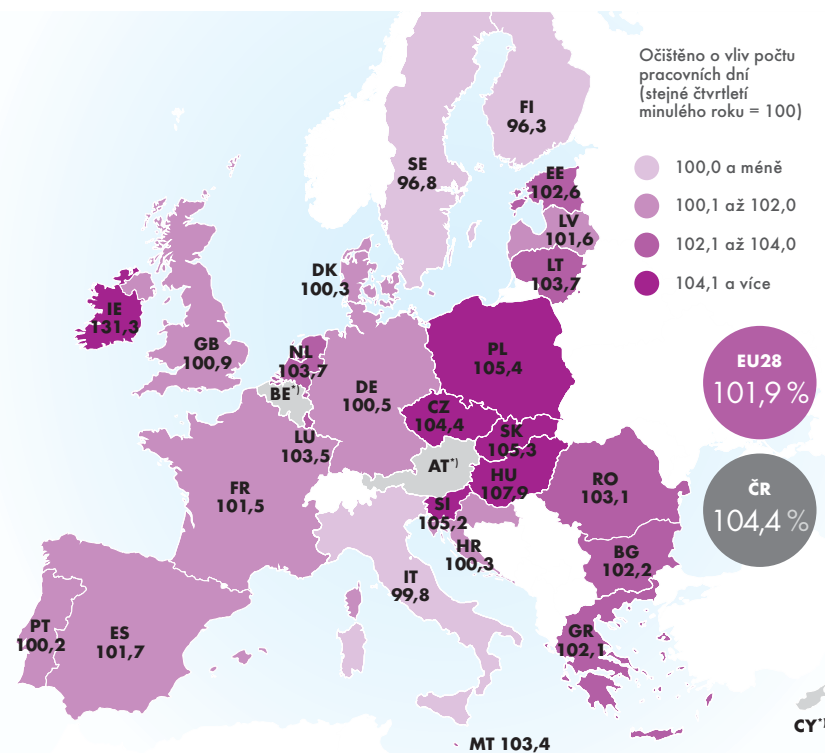 Očištěno o vliv počtu
pracovních dní
(stejné čtvrtletí
minulého roku = 100)
100,0 a méně
100,1 až 102,0
102,1 až 104,0
104,1 a více
EU28
101,9 %
ČR
104,4 %
FI
96,3
SE
96,8
EE
102,6
LV
101,6
LT
103,7
DK
100,3
IE
131,3
GB
100,9
NL
103,7
BE*)
DE
100,5
PL
105,4
CZ
104,4
SK
105,3
LU
103,5
AT*)
HU
107,9
FR
101,5
SI
105,2
HR
100,3
RO
103,1
BG
102,2
IT
99,8
GR
102,1
PT
100,2
ES
101,7
MT 103,4
CY*)